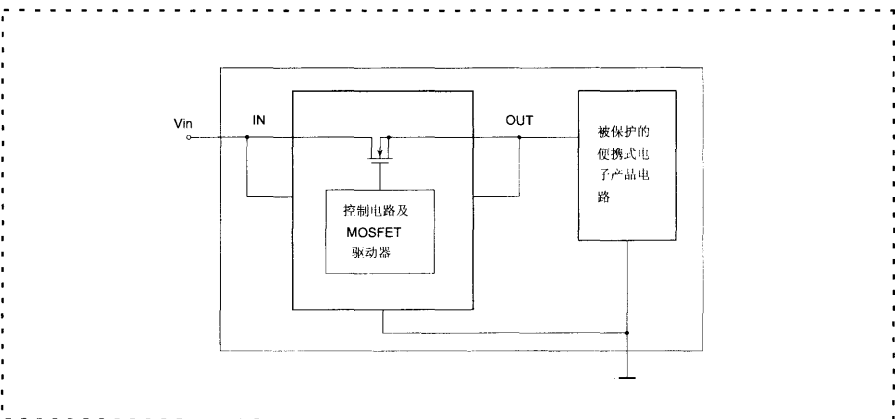 Vin
IN
OUT
控制电路及
MOSFET
驱动器
被保护的
便携式电
子产品电
路